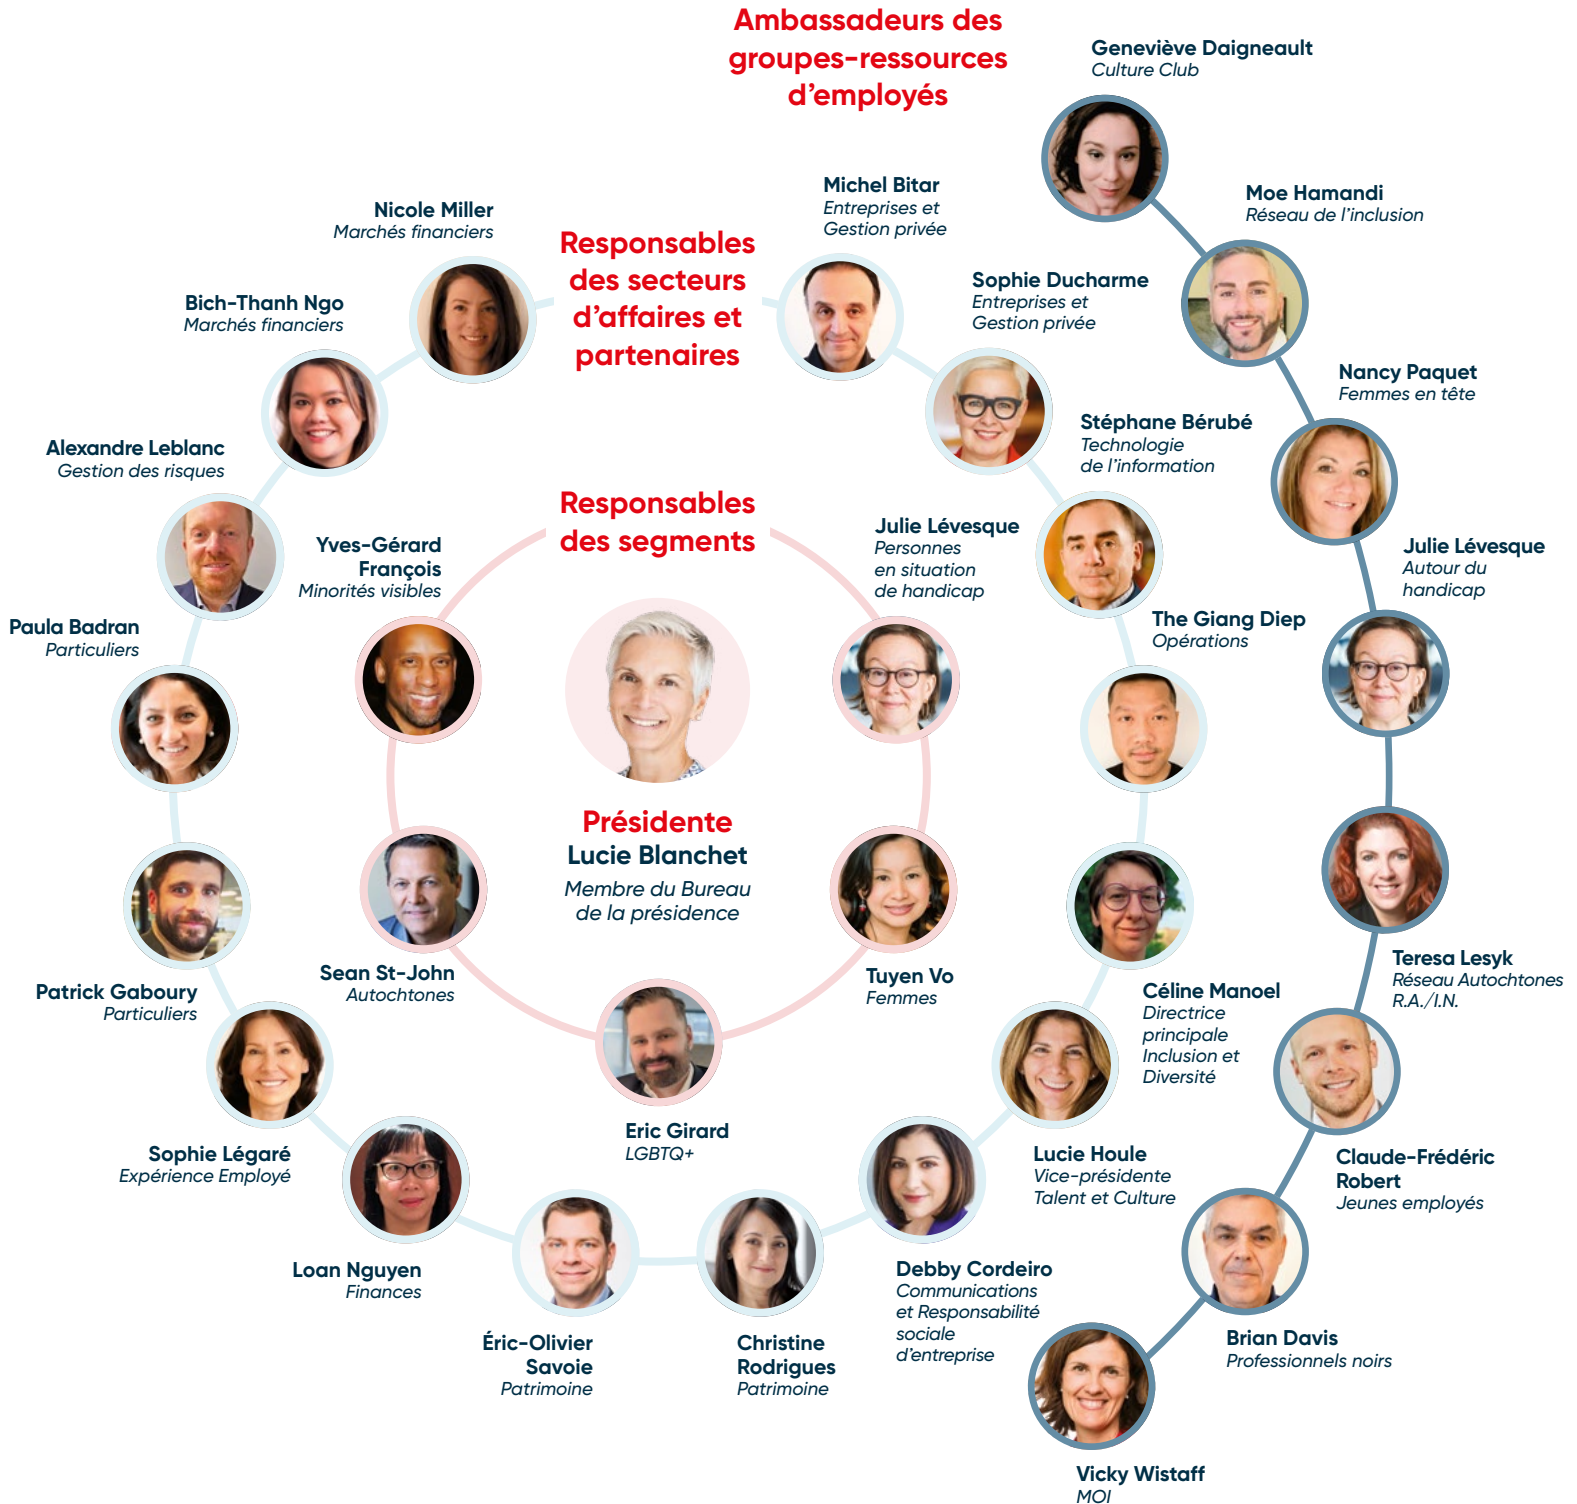 Ambassadeurs des
groupes-ressources
d'employés
Geneviève Daigneault
Culture Club
Moe Hamandi
Réseau de l'inclusion
Nancy Paquet
Femmes en tête
Julie Lévesque
Autour du
handicap
Teresa Lesyk
Réseau Autochtones
R.A./I.N.
Claude-Frédéric
Robert
Jeunes employés
Brian Davis
Professionnels noirs
Vicky Wistaff
MOI
Responsables
des secteurs
d'affaires et
partenaires
Michel Bitar
Entreprises et
Gestion privée
Sophie Ducharme
Entreprises et
Gestion privée
Stéphane Bérubé
Technologie
de l'information
The Giang Diep
Opérations
Céline Manoel
Directrice
principale
Inclusion et
Diversité
Lucie Houle
Vice-présidente
Talent et Culture
Debby Cordeiro
Communications
et Responsabilité
sociale
d'entreprise
Christine
Rodrigues
Patrimoine
Éric-Olivier
Savoie
Patrimoine
Loan Nguyen
Finances
Sophie Légaré
Expérience Employé
Patrick Gaboury
Particuliers
Paula Badran
Particuliers
Alexandre Leblanc
Gestion des risques
Bich-Thanh Ngo
Marchés financiers
Nicole Miller
Marchés financiers
Responsables
des segments
Julie Lévesque
Personnes
en situation
de handicap
Tuyen Vo
Femmes
Eric Girard
LGBTQ+
Sean St-John
Autochtones
Yves-Gérard
François
Minorités visibles
Présidente
Lucie Blanchet
Membre du Bureau
de la présidence